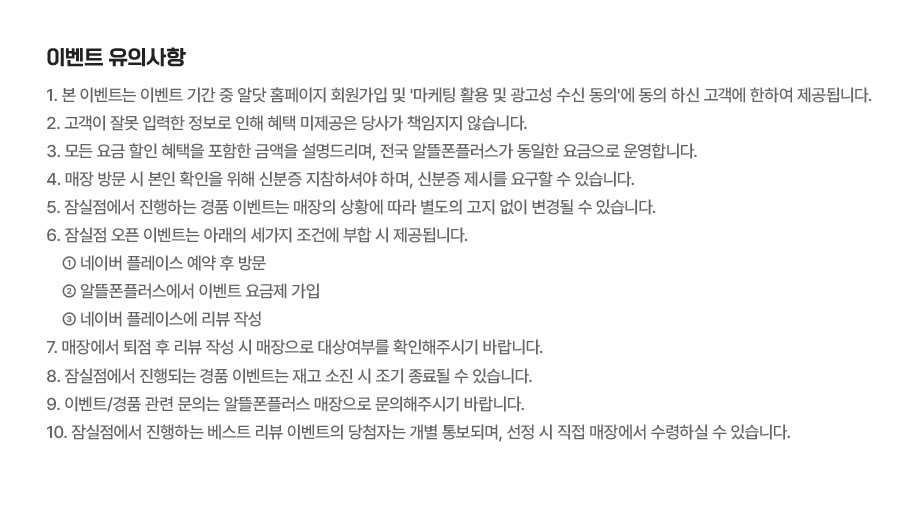 이벤트 유의사항
1. 본 이벤트는 이벤트 기간 중 알닷 홈페이지 회원가입 및 '마케팅 활용 및 광고성 수신 동의'에 동의 하신 고객에 한하여 제공됩니다.
2. 고객이 잘못 입력한 정보로 인해 혜택 미제공은 당사가 책임지지 않습니다.
3. 모든 요금 할인 혜택을 포함한 금액을 설명드리며, 전국 알뜰폰플러스가 동일한 요금으로 운영합니다.
4. 매장 방문 시 본인 확인을 위해 신분증 지참하셔야 하며, 신분증 제시를 요구할 수 있습니다.
5. 잠실점에서 진행하는 경품 이벤트는 매장의 상황에 따라 별도의 고지 없이 변경될 수 있습니다.
6. 잠실점 오픈 이벤트는 아래의 세가지 조건에 부합 시 제공됩니다.
① 네이버 플레이스 예약 후 방문
② 알뜰폰플러스에서 이벤트 요금제 가입
③ 네이버 플레이스에 리뷰 작성
7. 매장에서 퇴점 후 리뷰 작성 시 매장으로 대상여부를 확인해주시기 바랍니다.
8. 잠실점에서 진행되는 경품 이벤트는 재고 소진 시 조기 종료될 수 있습니다.
9. 이벤트/경품 관련 문의는 알뜰폰플러스 매장으로 문의해주시기 바랍니다.
10. 잠실점에서 진행하는 베스트 리뷰 이벤트의 당첨자는 개별 통보되며, 선정 시 직접 매장에서 수령하실 수 있습니다.